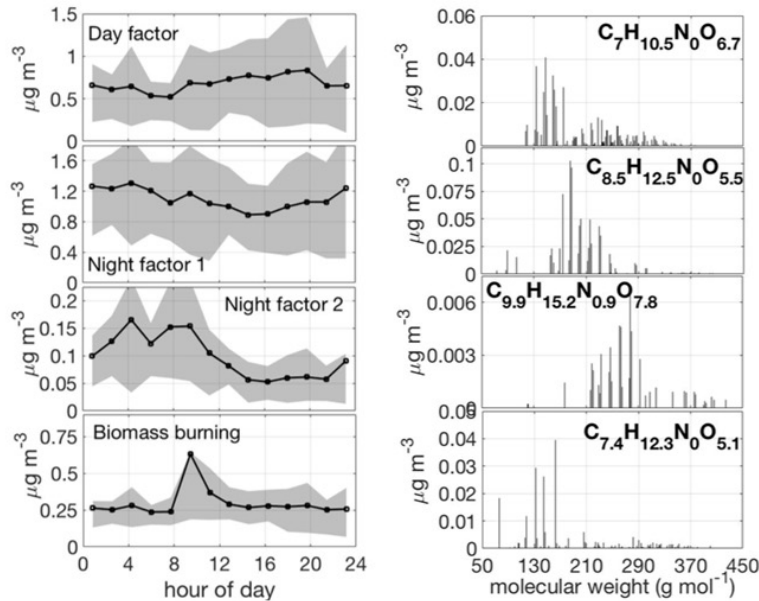 1.5
Day factor
1
0.5
0
μg m⁻³
1.6
1.2
0.8
0.4
μg m⁻³
Night factor 1
0.2
Night factor 2
0.15
0.1
0.05
0
μg m⁻³
0.75
Biomass burning
0.5
0.25
0
μg m⁻³
0 4 8 12 16 20 24
hour of day
0.06
C₇H₁₀.₅N₀O₆.₇
0.04
0.02
0
μg m⁻³
0.1
C₈.₅H₁₂.₅N₀O₅.₅
0.075
0.05
0.025
0
μg m⁻³
C₉.₉H₁₅.₂N₀.₉O₇.₈
0.006
0.003
0
μg m⁻³
0.05
C₇.₄H₁₂.₃N₀O₅.₁
0.04
0.03
0.02
0.01
0
μg m⁻³
50 130 210 290 370 450
molecular weight (g mol⁻¹)